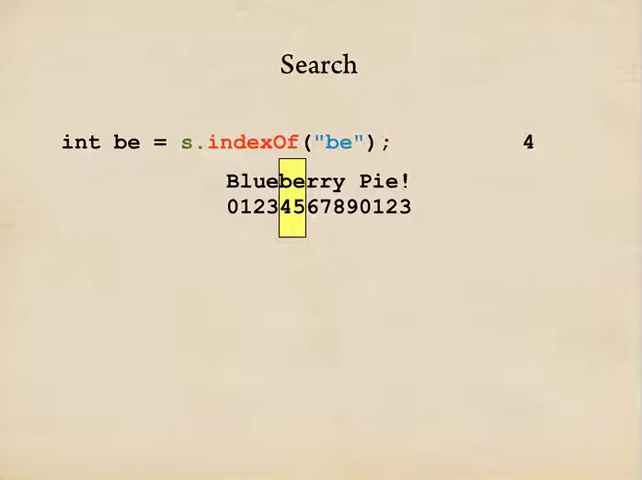 Search
int be = s.indexOf("be"); 4
Blueberry Pie!
01234567890123